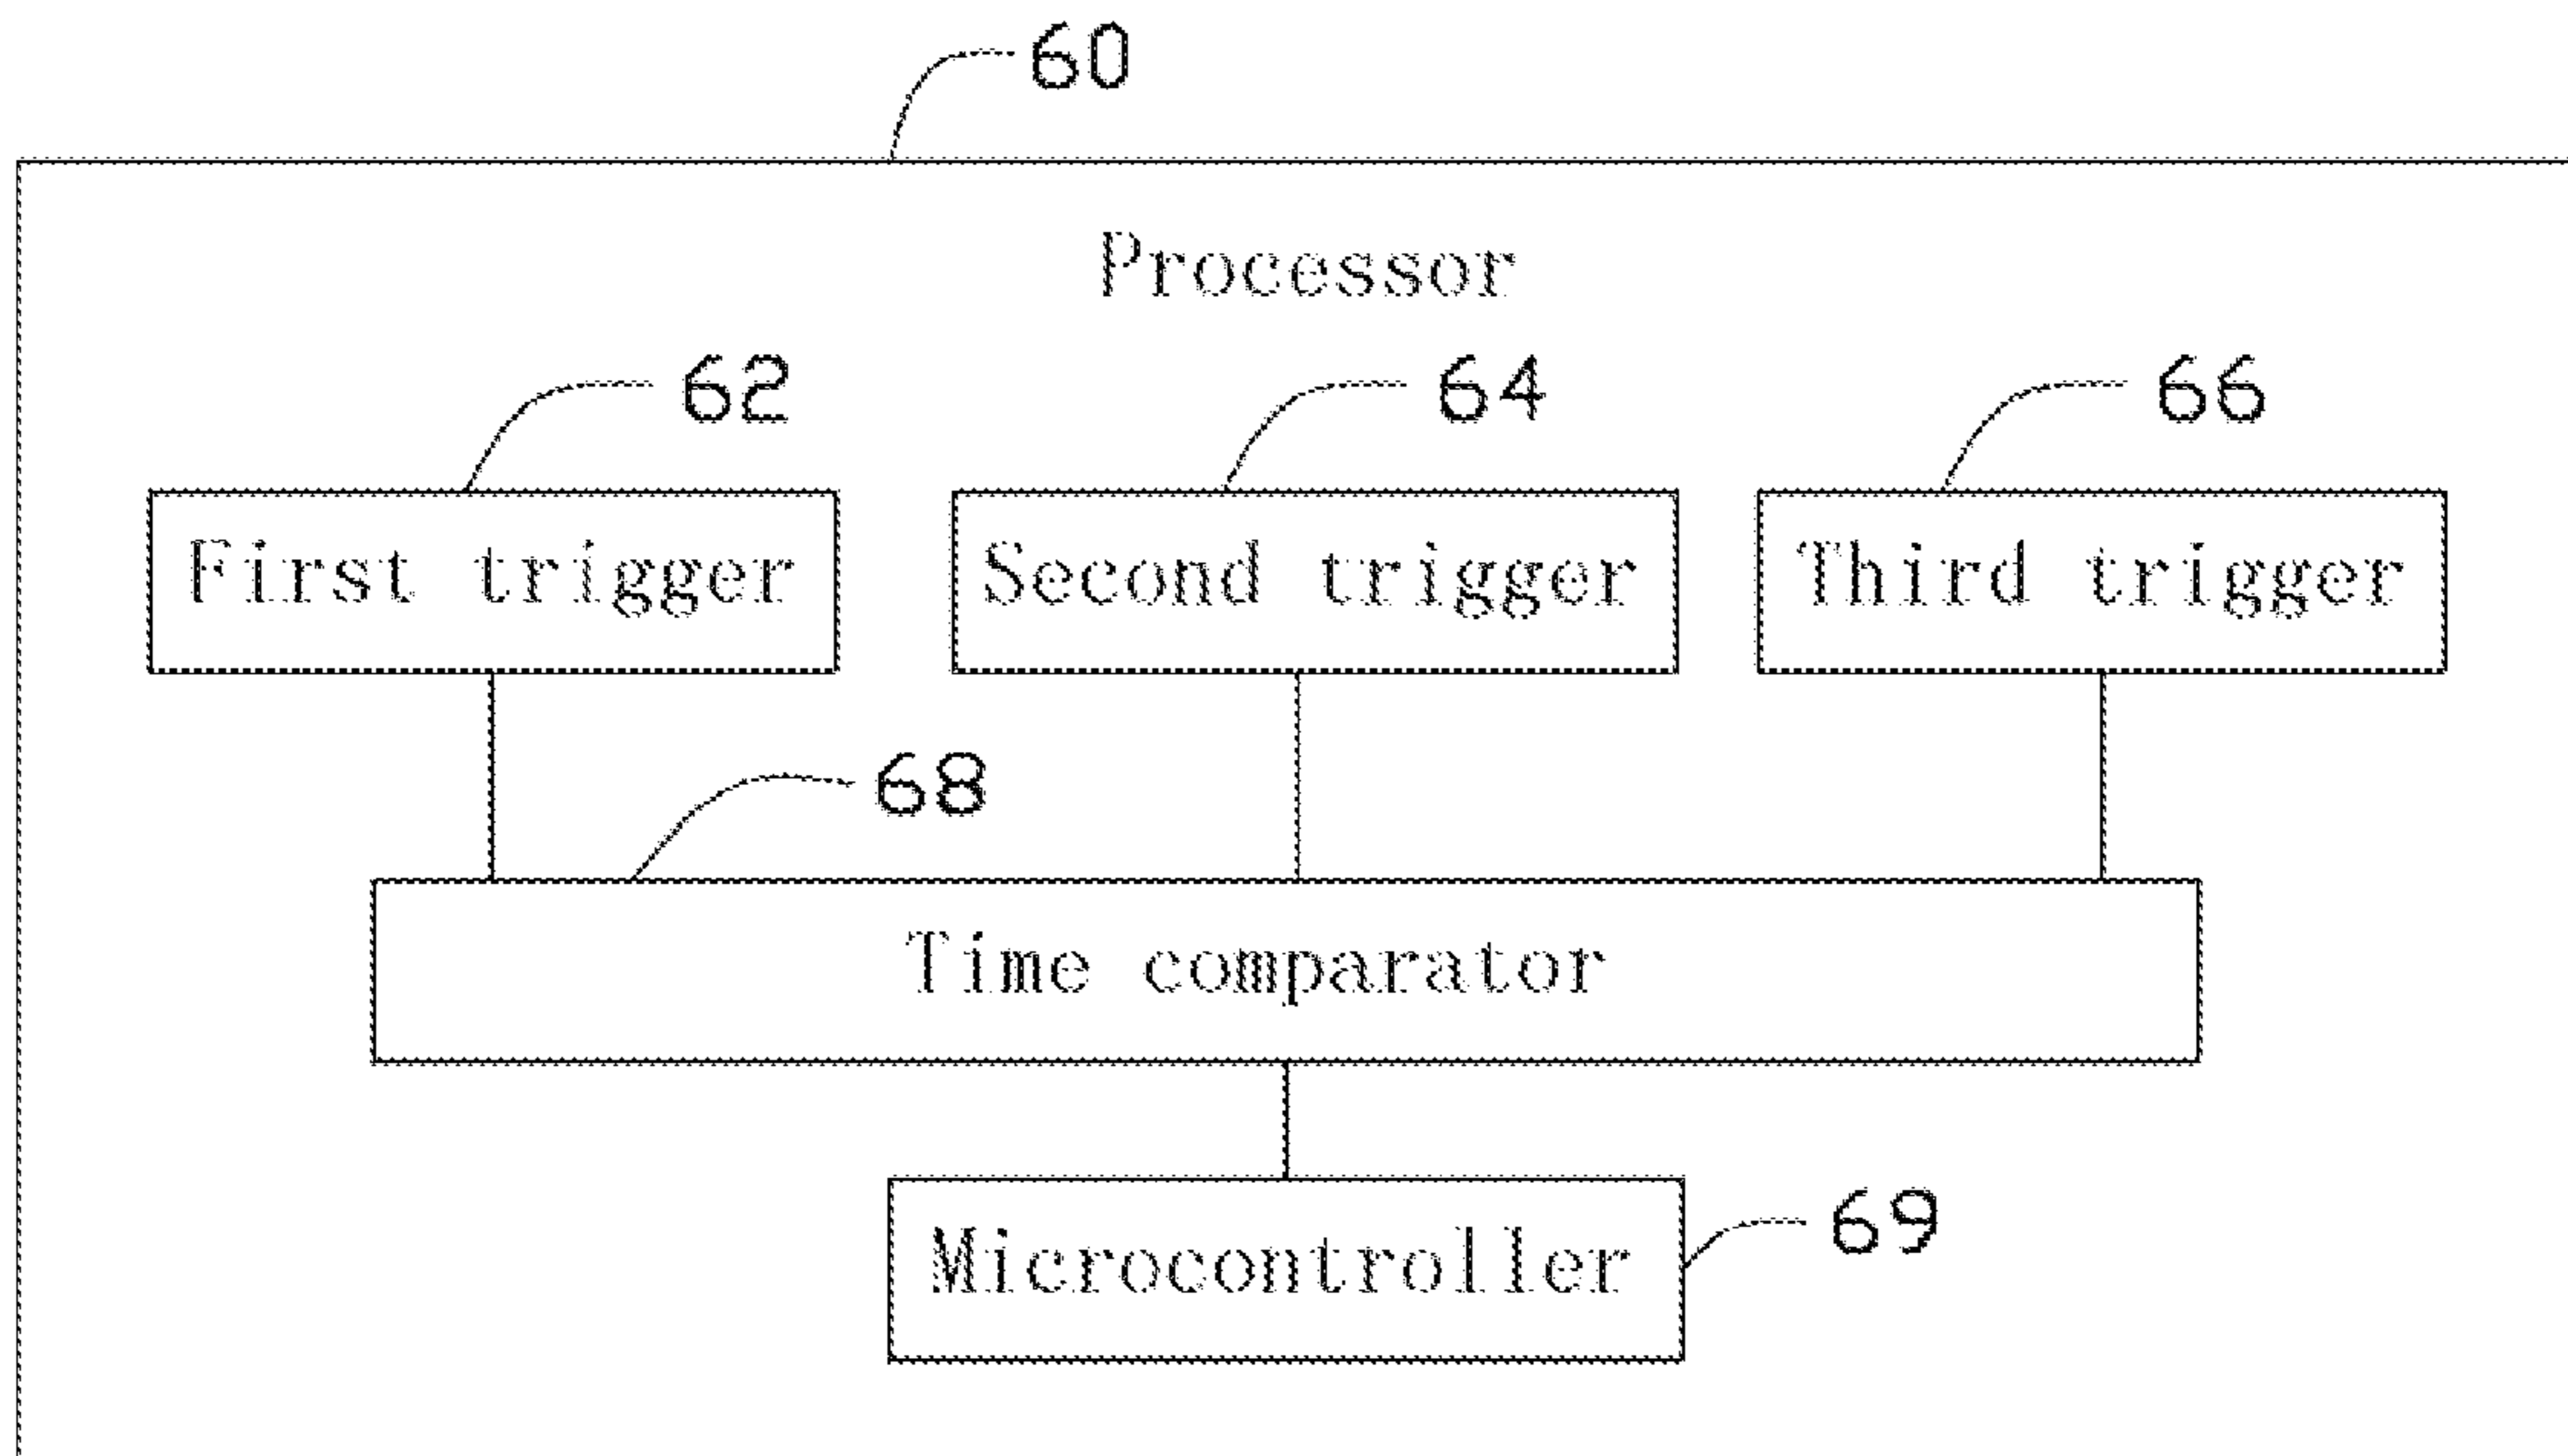 60
Processor
62
64
66
First trigger
Second trigger
Third trigger
68
Time comparator
Microcontroller
69